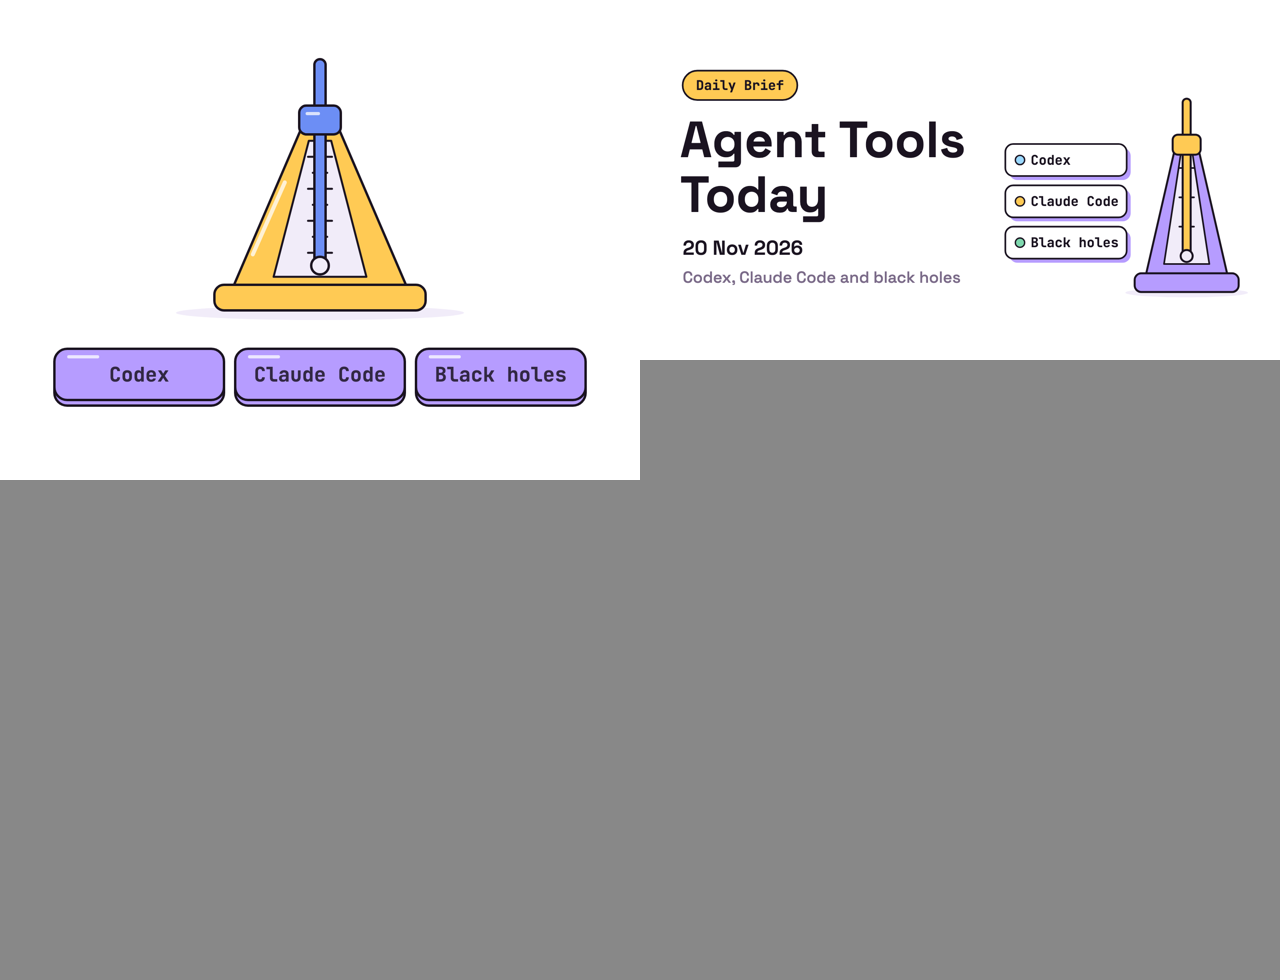 Codex
Claude Code
Black holes
Daily Brief
Agent Tools
Today
20 Nov 2026
Codex, Claude Code and black holes
Codex
Claude Code
Black holes